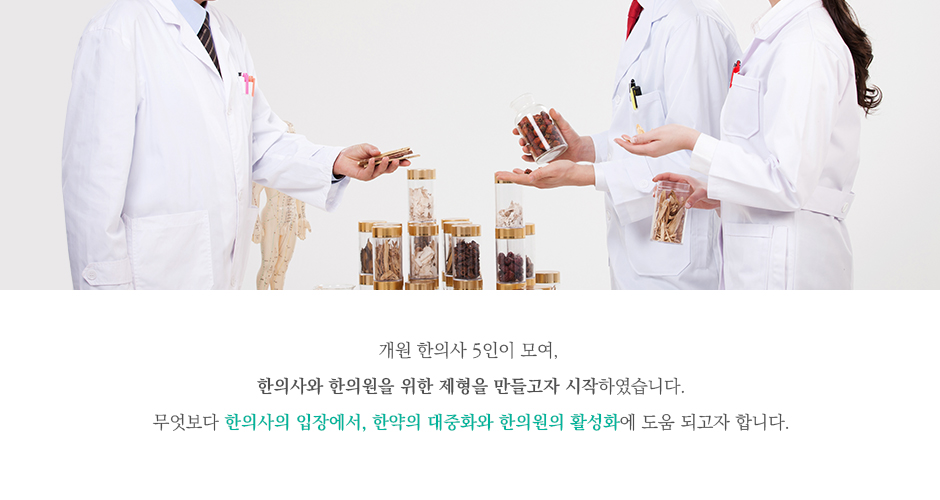 개원 한의사 5인이 모여,
한의사와 한의원을 위한 제형을 만들고자 시작하였습니다.
무엇보다 한의사의 입장에서, 한약의 대중화와 한의원의 활성화에 도움 되고자 합니다.